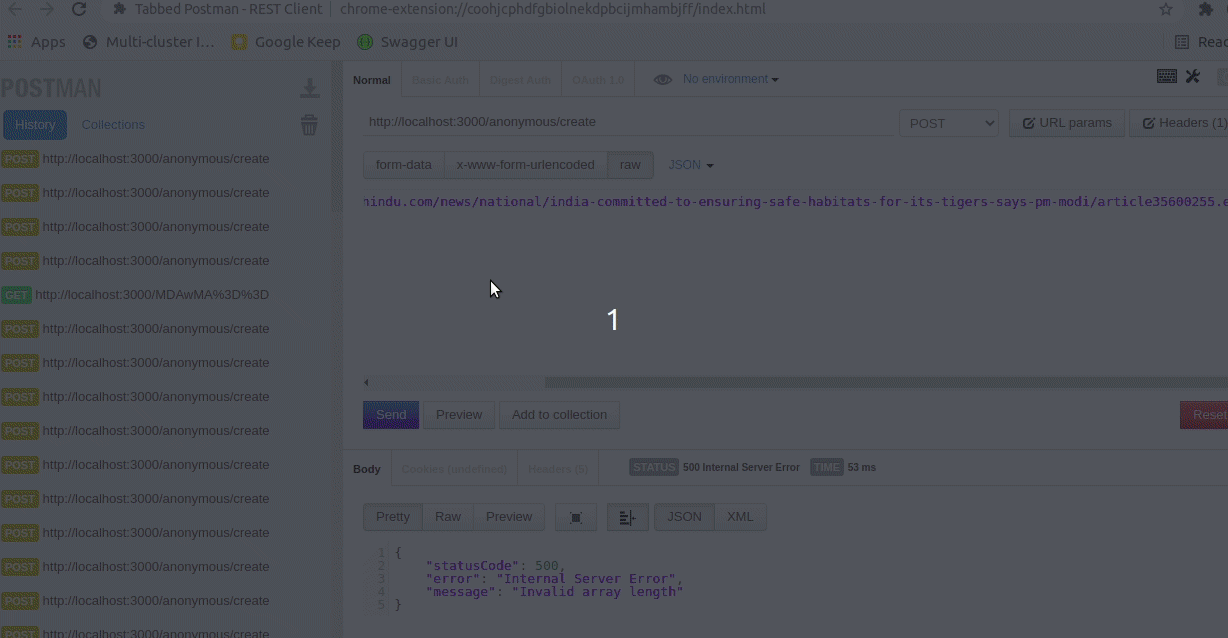 Tabbed Postman - REST Client chrome-extension://coohjcphdfgbiolnekdpbcijmhambjff/index.html
Apps Multi-cluster I... Google Keep Swagger UI Read
POSTMAN
History Collections
POST http://localhost:3000/anonymous/create
POST http://localhost:3000/anonymous/create
POST http://localhost:3000/anonymous/create
POST http://localhost:3000/anonymous/create
GET http://localhost:3000/MDAwMA%3D%3D
POST http://localhost:3000/anonymous/create
POST http://localhost:3000/anonymous/create
POST http://localhost:3000/anonymous/create
POST http://localhost:3000/anonymous/create
POST http://localhost:3000/anonymous/create
POST http://localhost:3000/anonymous/create
POST http://localhost:3000/anonymous/create
POST http://localhost:3000/anonymous/create
POST http://localhost:3000/anonymous/create
POST http://localhost:3000/anonymous/create
Normal Basic Auth Digest Auth OAuth 1.0 No environment
http://localhost:3000/anonymous/create POST URL params Headers (1)
form-data x-www-form-urlencoded raw JSON
hindu.com/news/national/india-committed-to-ensuring-safe-habitats-for-its-tigers-says-pm-modi/article35600255.e
1
Send Preview Add to collection Reset
Body Cookies (undefined) Headers (5) STATUS 500 Internal Server Error TIME 53 ms
Pretty Raw Preview JSON XML
1 {
2 "statusCode": 500,
3 "error": "Internal Server Error",
4 "message": "Invalid array length"
5 }